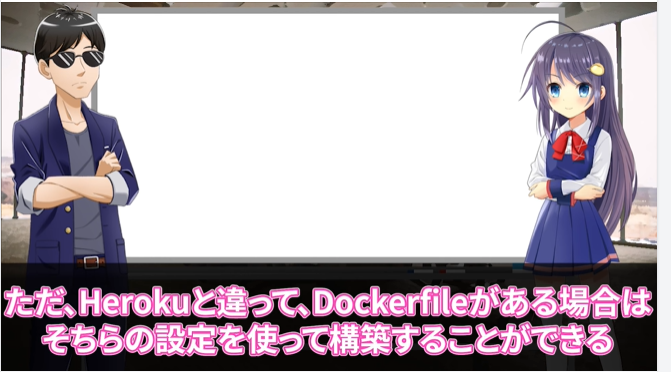 ただ、Herokuと違って、Dockerfileがある場合は
そちらの設定を使って構築することができる